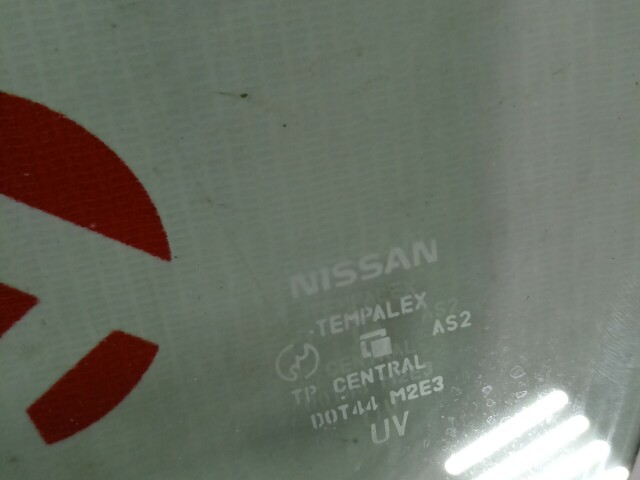 NISSAN
TEMPALEX
AS2
TP CENTRAL
DOT44 M2E3
UV